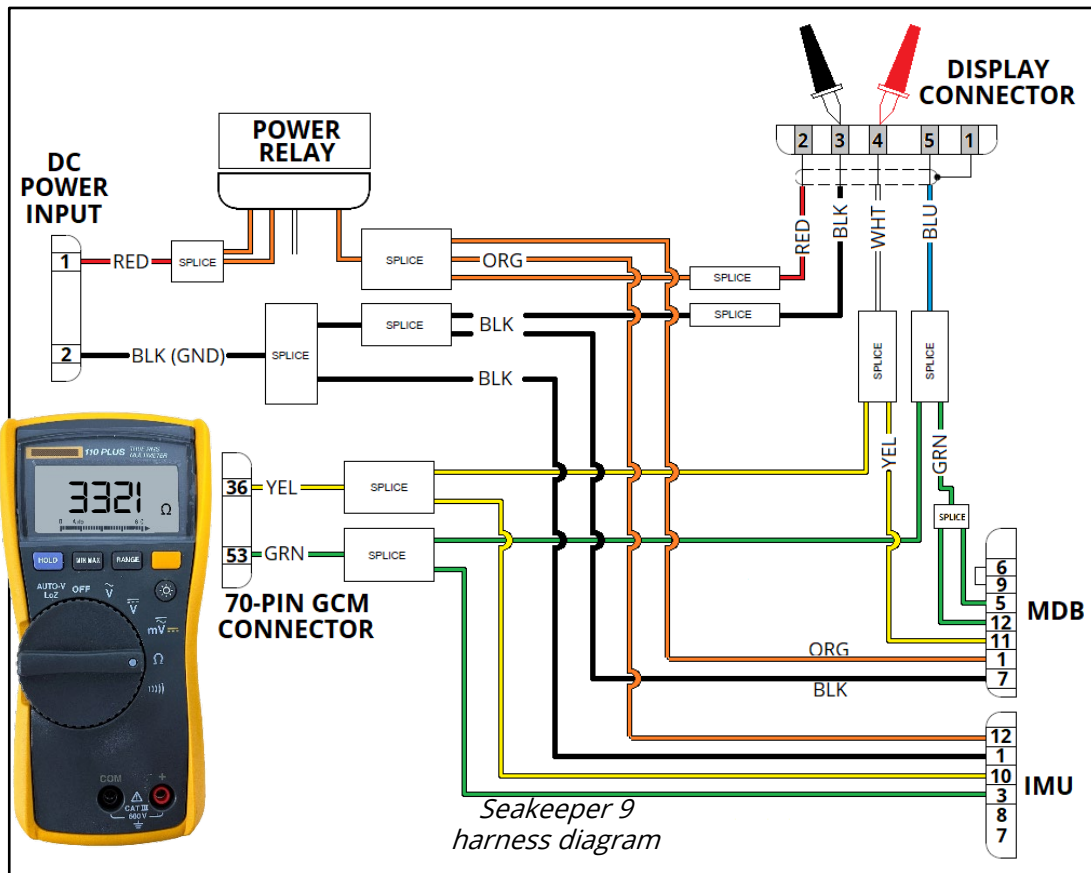 DISPLAY
CONNECTOR
2
3
4
5
1
RED
BLK
WHT
BLU
POWER
RELAY
DC
POWER
INPUT
1
RED
SPLICE
SPLICE
ORG
SPLICE
SPLICE
BLK
SPLICE
2
BLK (GND)
SPLICE
BLK
SPLICE
SPLICE
YEL
GRN
110 PLUS
TRUE RMS
MULTIMETER
3321
Ω
HOLD
MIN MAX
RANGE
AUTO-V
LoZ
OFF
V
V
mV
Ω
COM
+
CAT III
600V
36
YEL
SPLICE
53
GRN
SPLICE
70-PIN GCM
CONNECTOR
SPLICE
6
9
5
12
11
1
7
MDB
ORG
BLK
12
1
10
3
8
7
IMU
Seakeeper 9
harness diagram